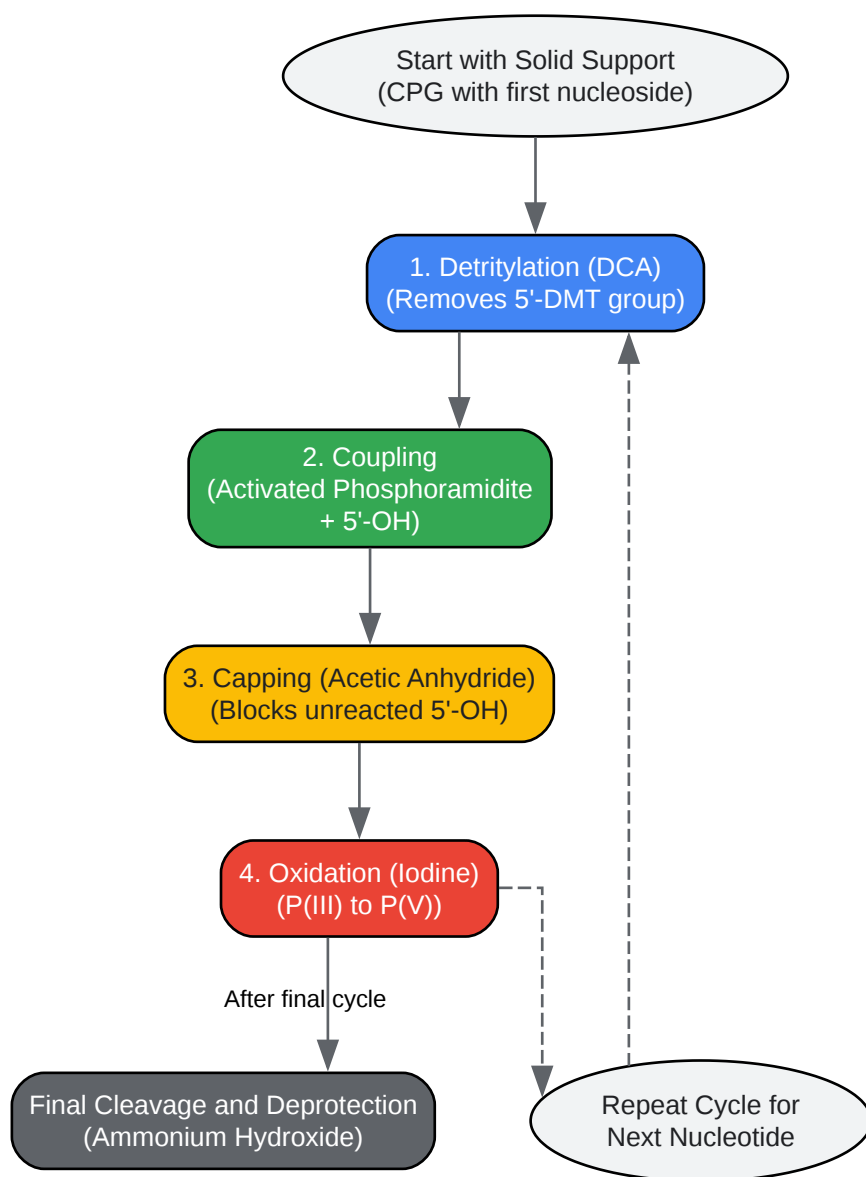 Start with Solid Support
(CPG with first nucleoside)
1. Detritylation (DCA)
(Removes 5'-DMT group)
2. Coupling
(Activated Phosphoramidite
+ 5'-OH)
3. Capping (Acetic Anhydride)
(Blocks unreacted 5'-OH)
4. Oxidation (Iodine)
(P(III) to P(V))
After final cycle
Final Cleavage and Deprotection
(Ammonium Hydroxide)
Repeat Cycle for
Next Nucleotide